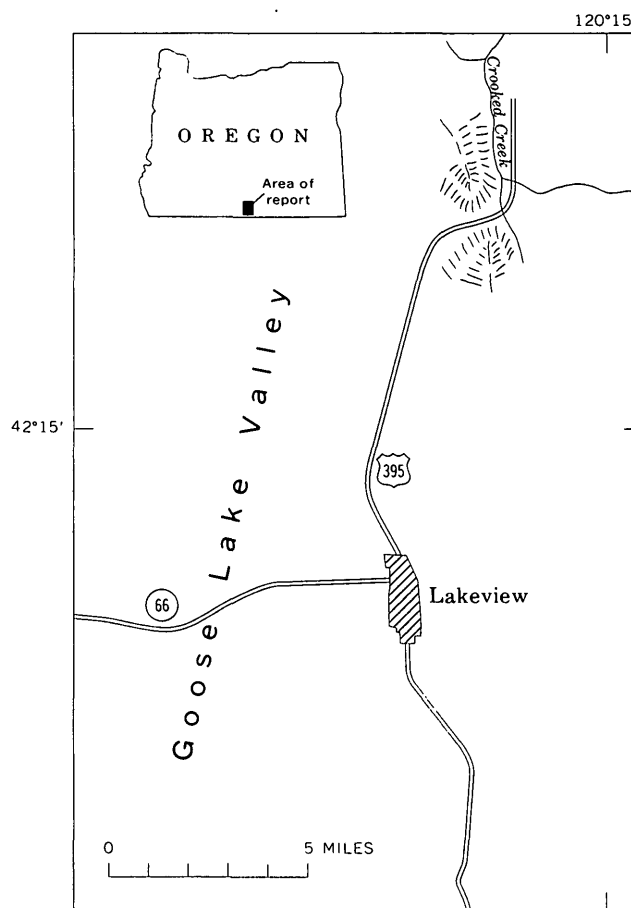 120°15
OREGON
Area of
report
Crooked Creek
Goose Lake Valley
42°15'
395
66
Lakeview
0 5 MILES